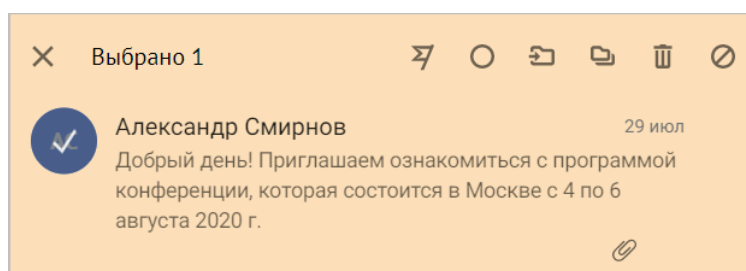 Выбрано 1
Александр Смирнов
29 июл
Добрый день! Приглашаем ознакомиться с программой
конференции, которая состоится в Москве с 4 по 6
августа 2020 г.